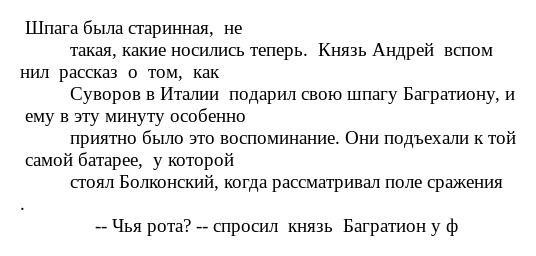 Шпага была старинная, не
такая, какие носились теперь. Князь Андрей вспом
нил рассказ о том, как
Суворов в Италии подарил свою шпагу Багратиону, и
ему в эту минуту особенно
приятно было это воспоминание. Они подъехали к той
самой батарее, у которой
стоял Болконский, когда рассматривал поле сражения
.
-- Чья рота? -- спросил князь Багратион у ф